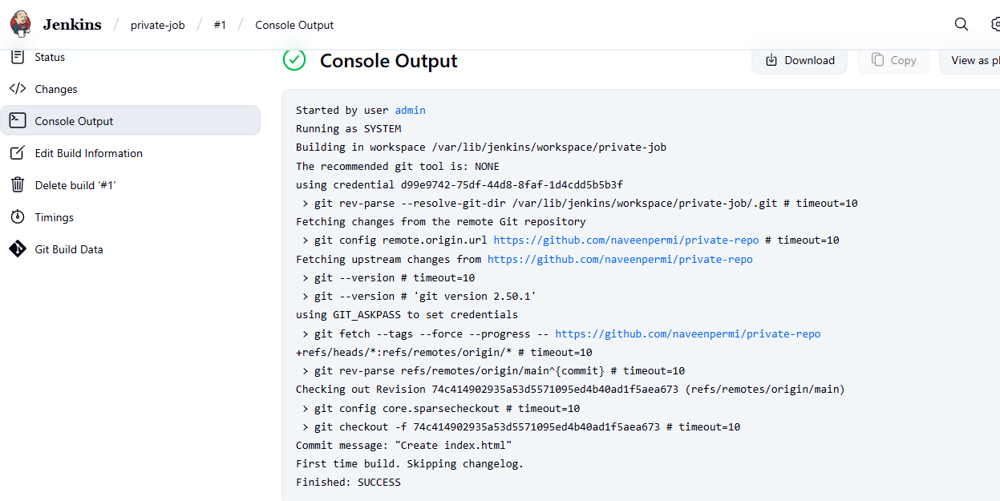 Jenkins / private-job / #1 / Console Output
Status
Changes
Console Output
Edit Build Information
Delete build ‘#1’
Timings
Git Build Data
Console Output
Download
Copy
View as pl
Started by user admin
Running as SYSTEM
Building in workspace /var/lib/jenkins/workspace/private-job
The recommended git tool is: NONE
using credential d99e9742-75df-44d8-8faf-1d4cdd5b5b3f
> git rev-parse --resolve-git-dir /var/lib/jenkins/workspace/private-job/.git # timeout=10
Fetching changes from the remote Git repository
> git config remote.origin.url https://github.com/naveenpermi/private-repo # timeout=10
Fetching upstream changes from https://github.com/naveenpermi/private-repo
> git --version # timeout=10
> git --version # 'git version 2.50.1'
using GIT_ASKPASS to set credentials
> git fetch --tags --force --progress -- https://github.com/naveenpermi/private-repo
+refs/heads/*:refs/remotes/origin/* # timeout=10
> git rev-parse refs/remotes/origin/main^{commit} # timeout=10
Checking out Revision 74c414902935a53d5571095ed4b40ad1f5aea673 (refs/remotes/origin/main)
> git config core.sparsecheckout # timeout=10
> git checkout -f 74c414902935a53d5571095ed4b40ad1f5aea673 # timeout=10
Commit message: "Create index.html"
First time build. Skipping changelog.
Finished: SUCCESS